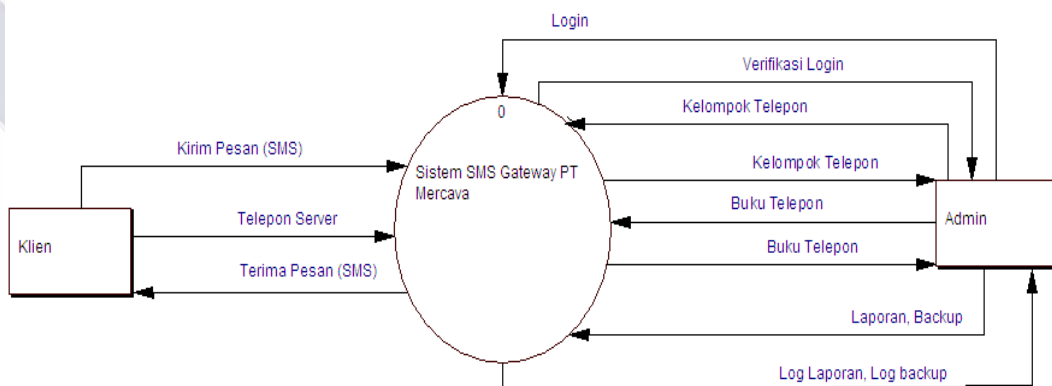 Login
Verifikasi Login
Kelompok Telepon
0
Kirim Pesan (SMS)
Sistem SMS Gateway PT
Mercava
Kelompok Telepon
Telepon Server
Buku Telepon
Klien
Admin
Buku Telepon
Terima Pesan (SMS)
Laporan, Backup
Log Laporan, Log backup